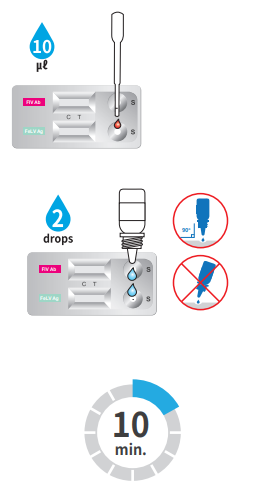 10
µℓ
FIV Ab
S
C T
FeLV Ag
S
2
drops
90°
FIV Ab
S
C T
FeLV Ag
S
10
min.